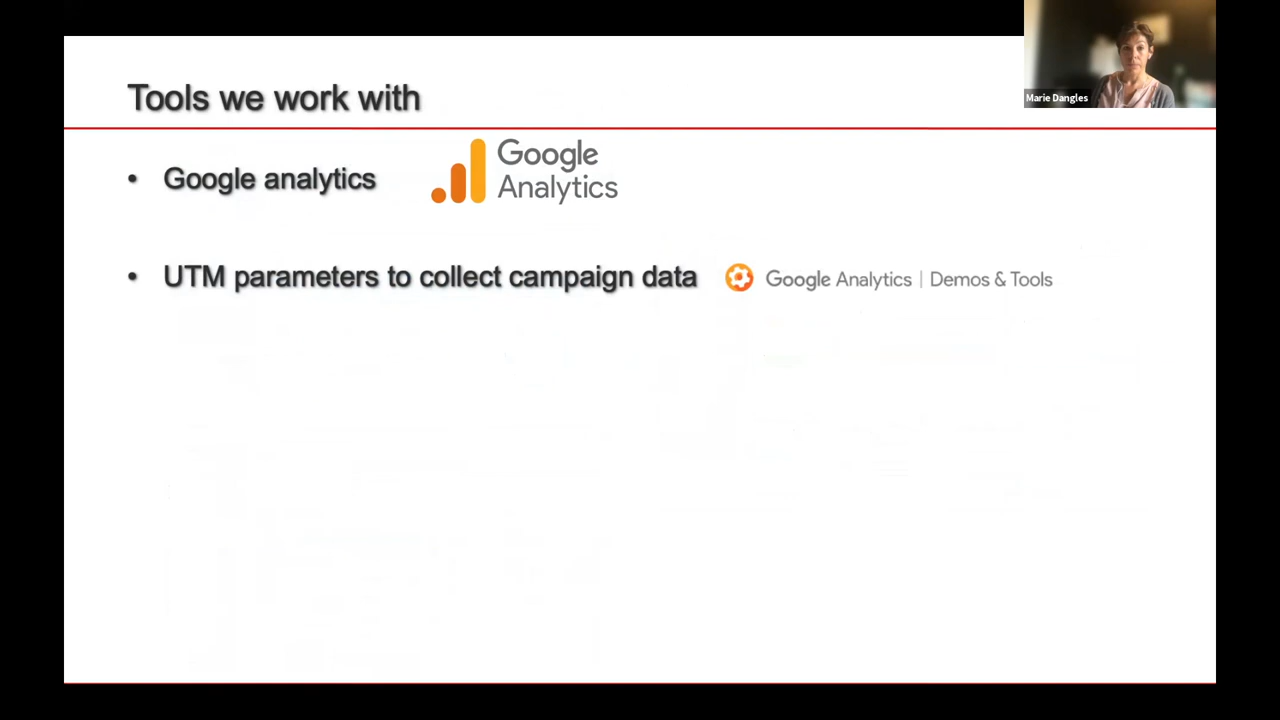 Marie Dangles
Tools we work with
• Google analytics
Google
Analytics
• UTM parameters to collect campaign data
Google Analytics | Demos & Tools